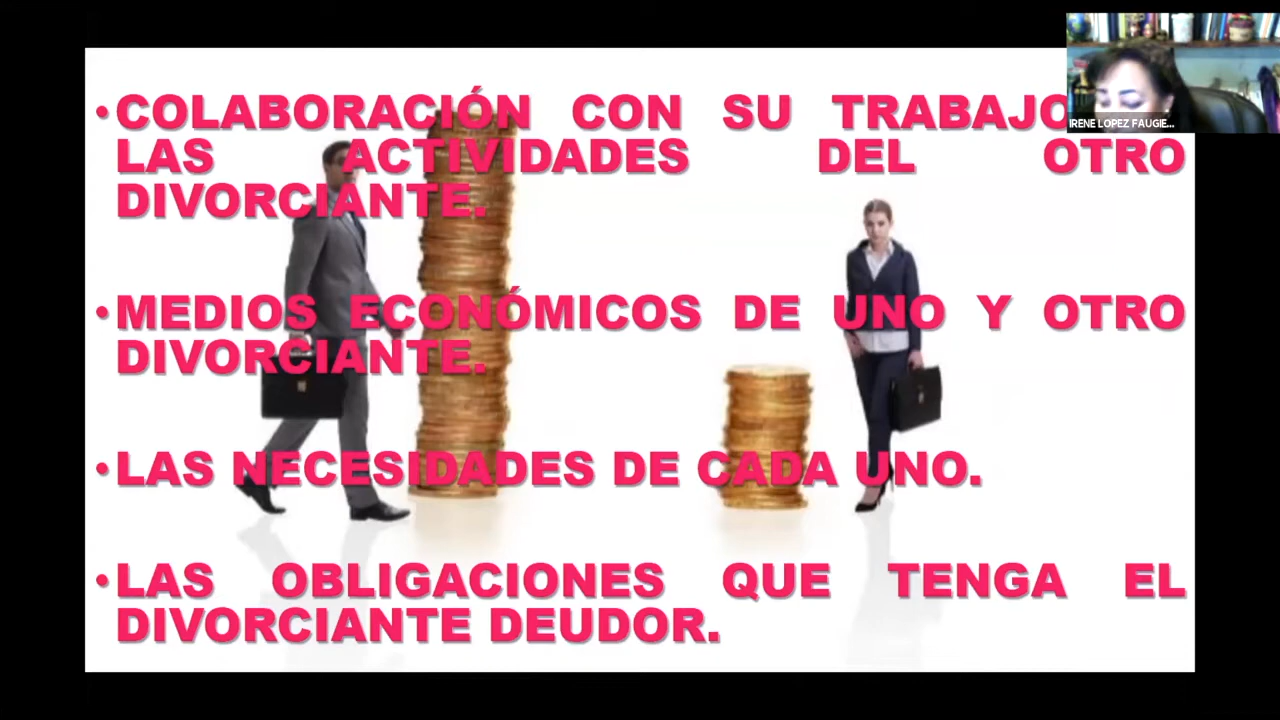 •COLABORACIÓN CON SU TRABAJO
LAS ACTIVIDADES DEL OTRO
DIVORCIANTE.
•MEDIOS ECONÓMICOS DE UNO Y OTRO
DIVORCIANTE.
•LAS NECESIDADES DE CADA UNO.
•LAS OBLIGACIONES QUE TENGA EL
DIVORCIANTE DEUDOR.
IRENE LOPEZ FAUGIE...